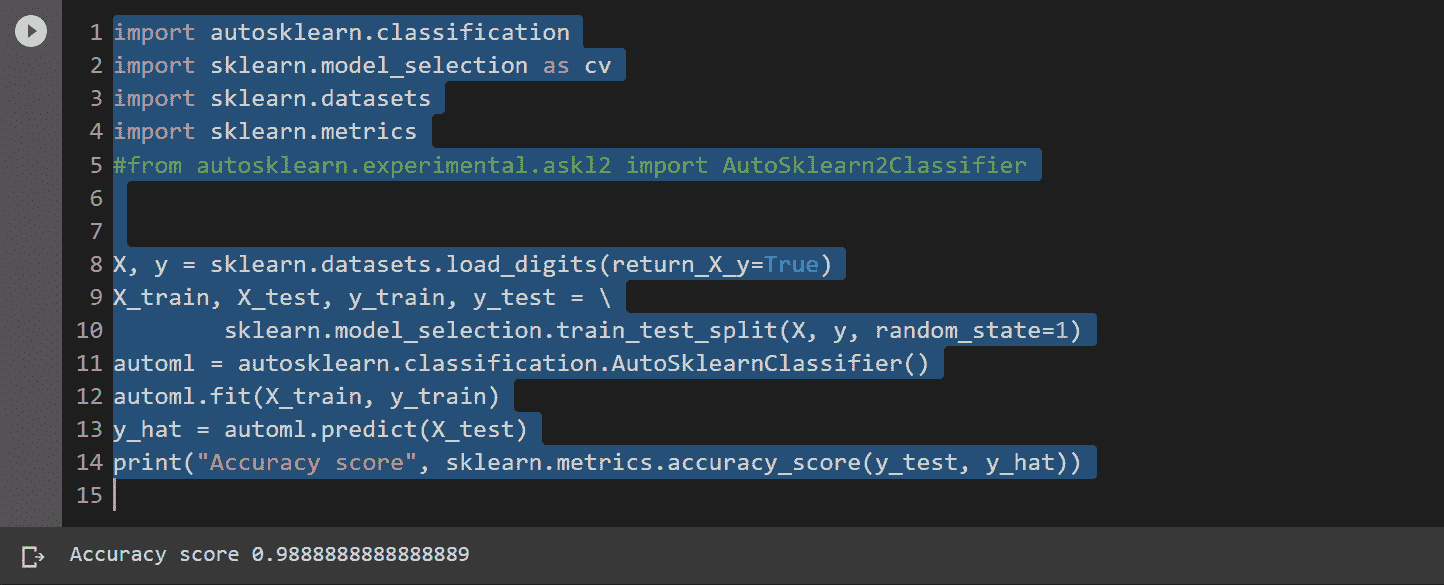 1 import autosklearn.classification
2 import sklearn.model_selection as cv
3 import sklearn.datasets
4 import sklearn.metrics
5 #from autosklearn.experimental.askl2 import AutoSklearn2Classifier
6
7
8 X, y = sklearn.datasets.load_digits(return_X_y=True)
9 X_train, X_test, y_train, y_test = \
10         sklearn.model_selection.train_test_split(X, y, random_state=1)
11 automl = autosklearn.classification.AutoSklearnClassifier()
12 automl.fit(X_train, y_train)
13 y_hat = automl.predict(X_test)
14 print("Accuracy score", sklearn.metrics.accuracy_score(y_test, y_hat))
15
Accuracy score 0.9888888888888889